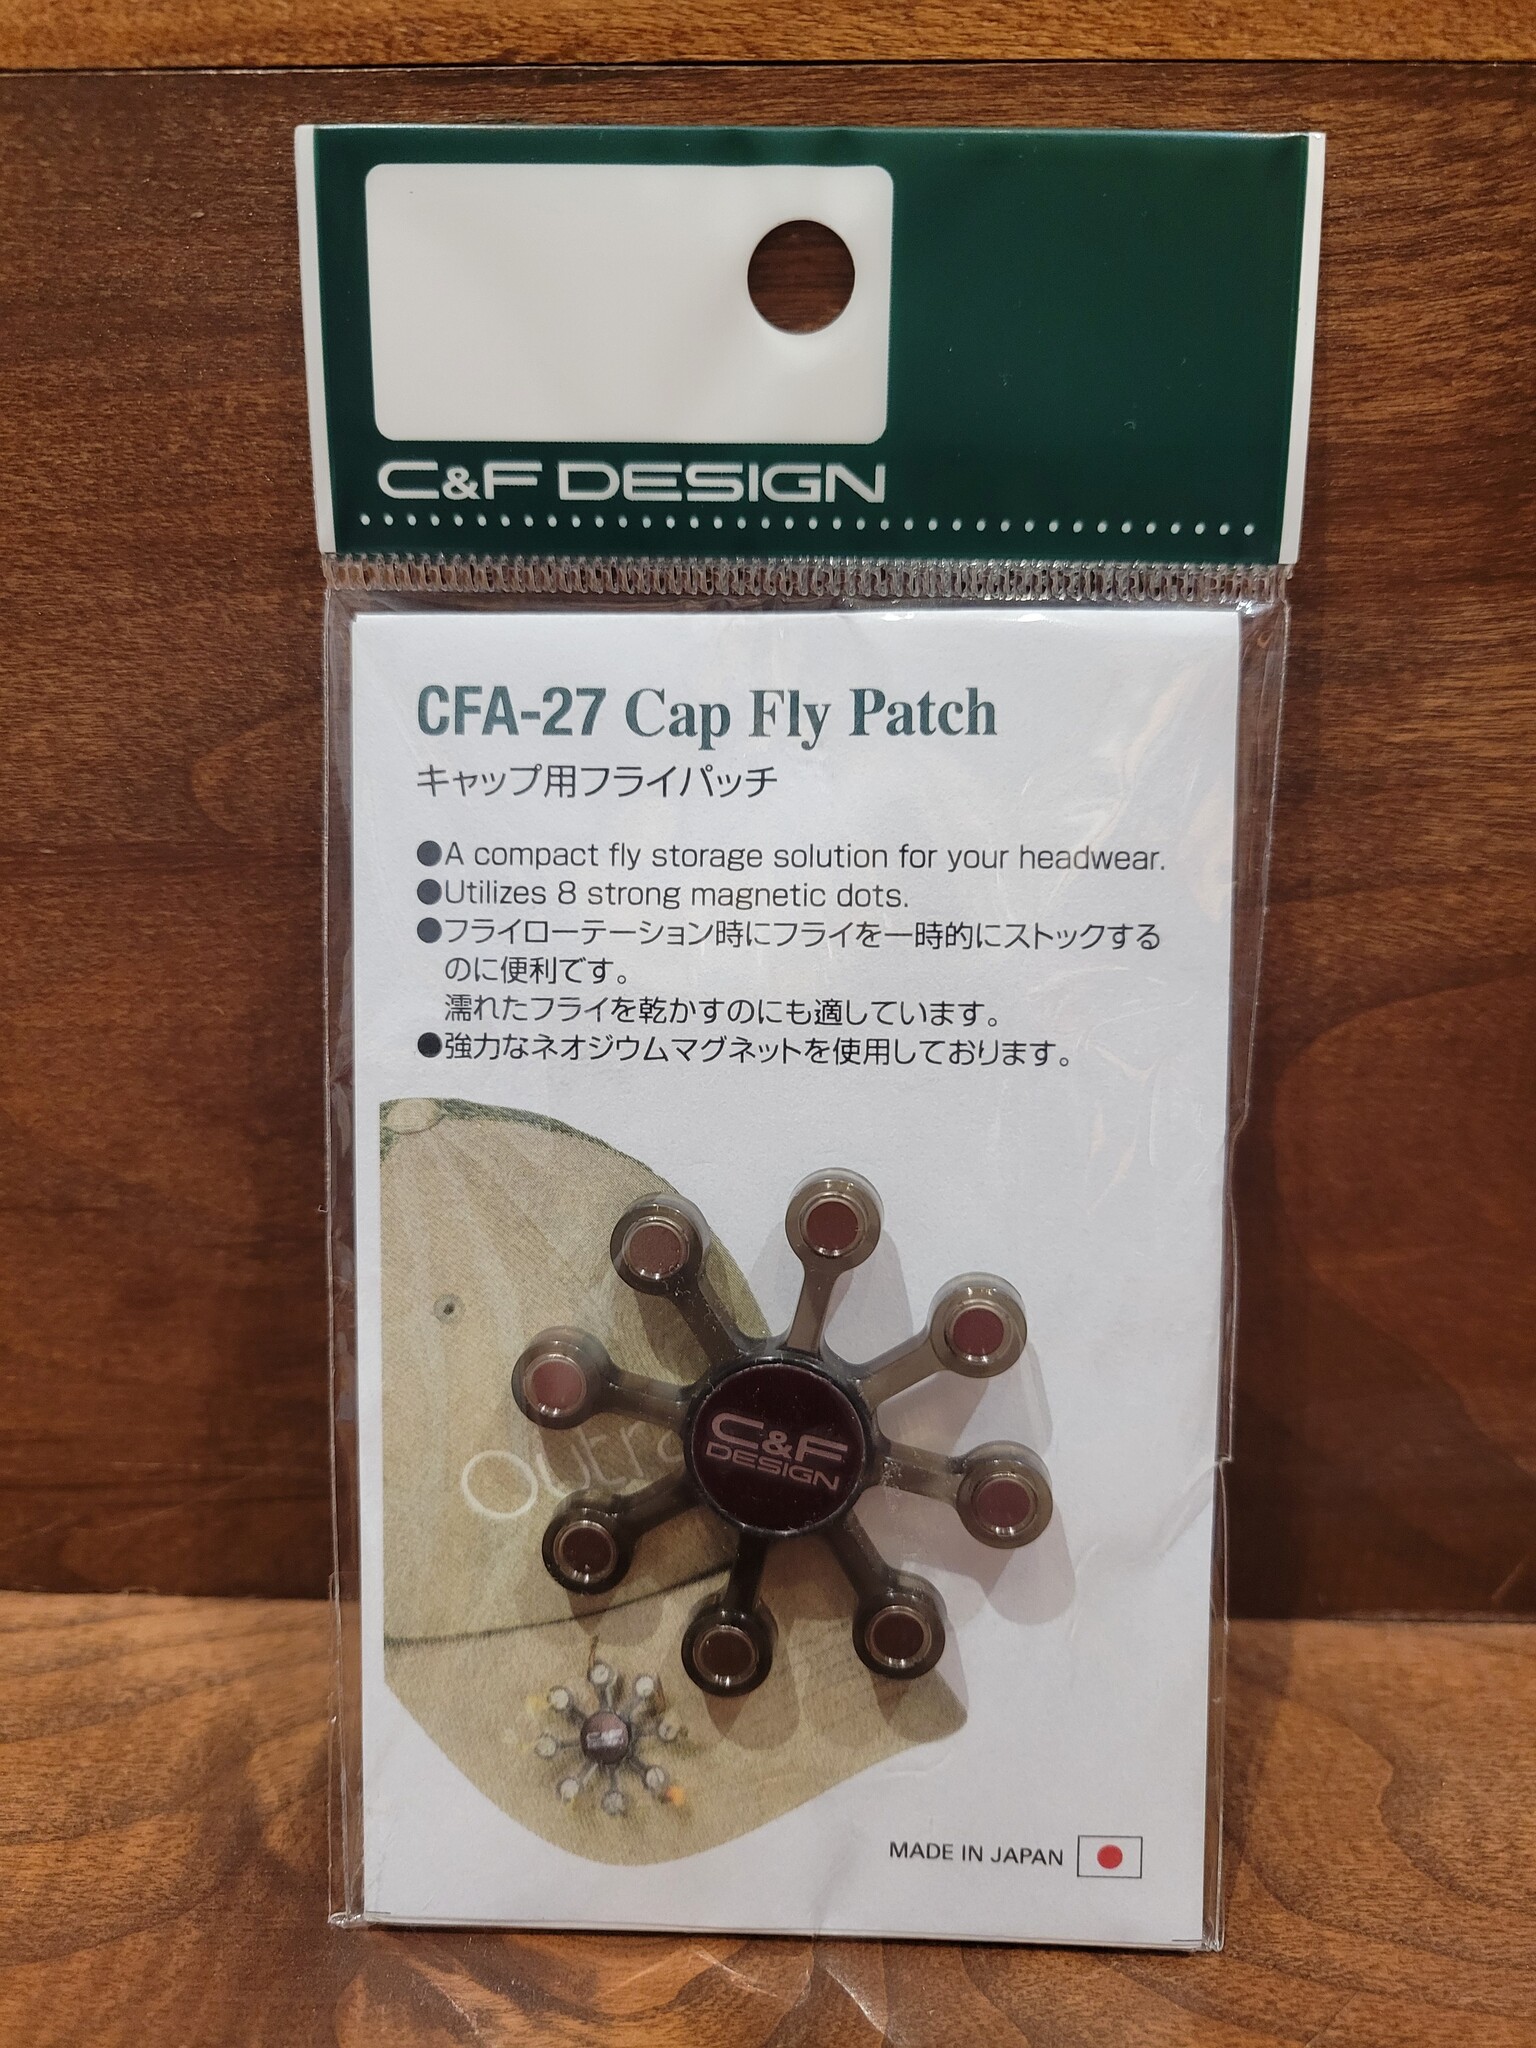 C&F DESIGN
CFA-27 Cap Fly Patch
キャップ用フライパッチ
●A compact fly storage solution for your headwear.
●Utilizes 8 strong magnetic dots.
●フライローテーション時にフライを一時的にストックする
のに便利です。
濡れたフライを乾かすのにも適しています。
●強力なネオジウムマグネットを使用しております。
C&F
DESIGN
MADE IN JAPAN